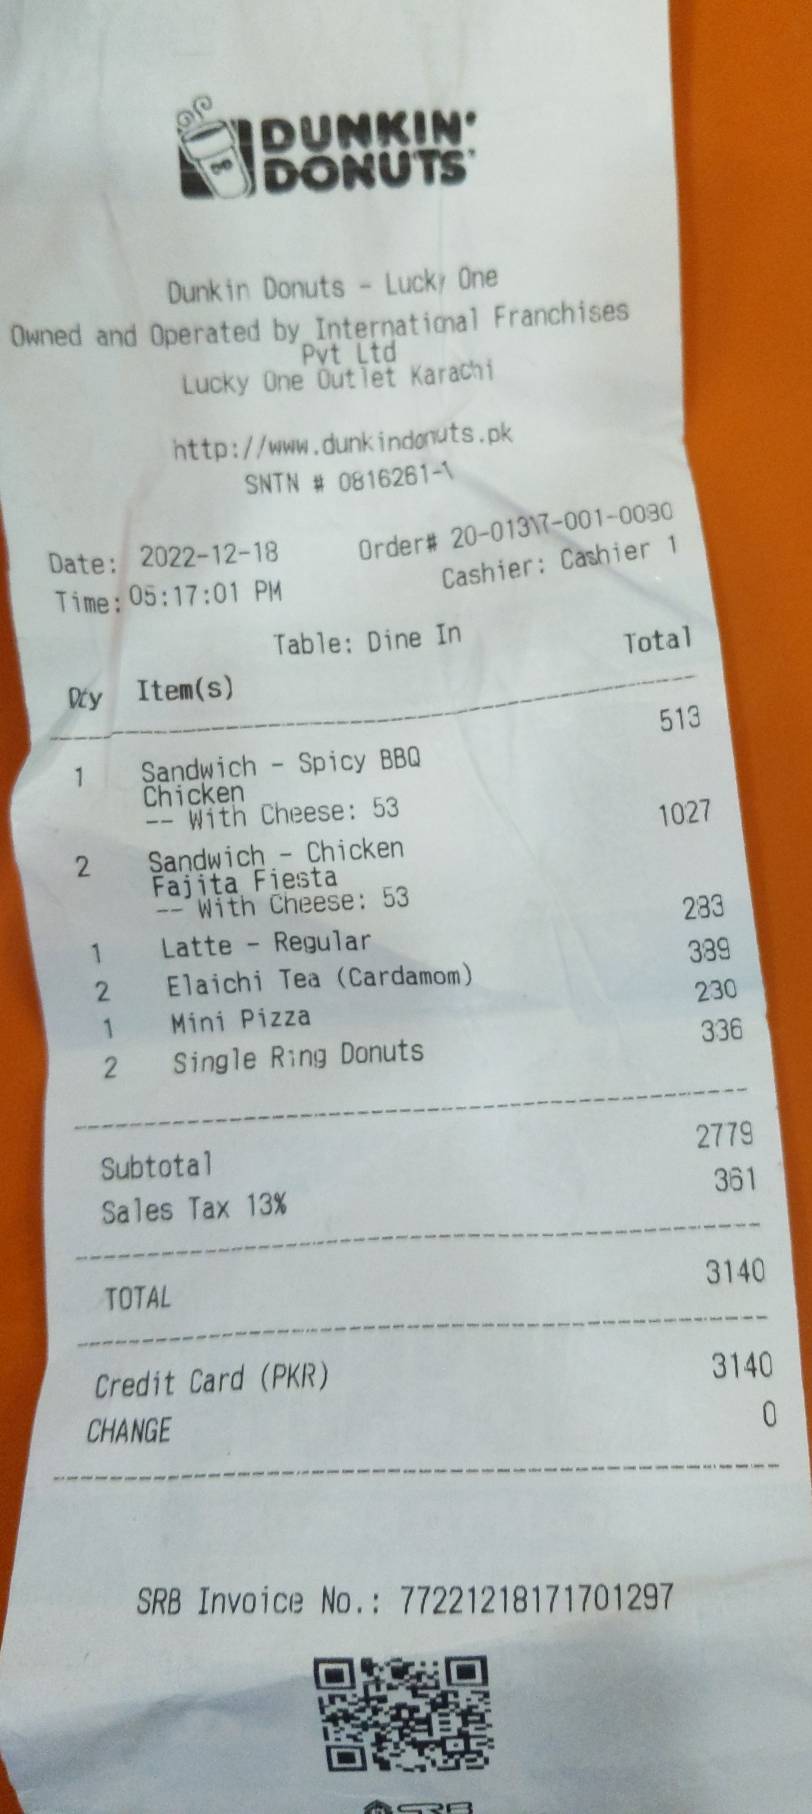 DUNKIN'
DONUTS
Dunkin Donuts - Lucky One
Owned and Operated by International Franchises
Pvt Ltd
Lucky One Outlet Karachi
http://www.dunkindonuts.pk
SNTN # 0816261-1
Date: 2022-12-18 Order# 20-01317-001-0080
Time: 05:17:01 PM Cashier: Cashier 1
Table: Dine In
Qty Item(s) Total
1 Sandwich - Spicy BBQ 513
Chicken
-- With Cheese: 53
2 Sandwich - Chicken 1027
Fajita Fiesta
-- With Cheese: 53
1 Latte - Regular 283
2 Elaichi Tea (Cardamom) 389
1 Mini Pizza 230
2 Single Ring Donuts 336
Subtotal 2779
Sales Tax 13% 361
TOTAL 3140
Credit Card (PKR) 3140
CHANGE 0
SRB Invoice No.: 77221218171701297
SRB